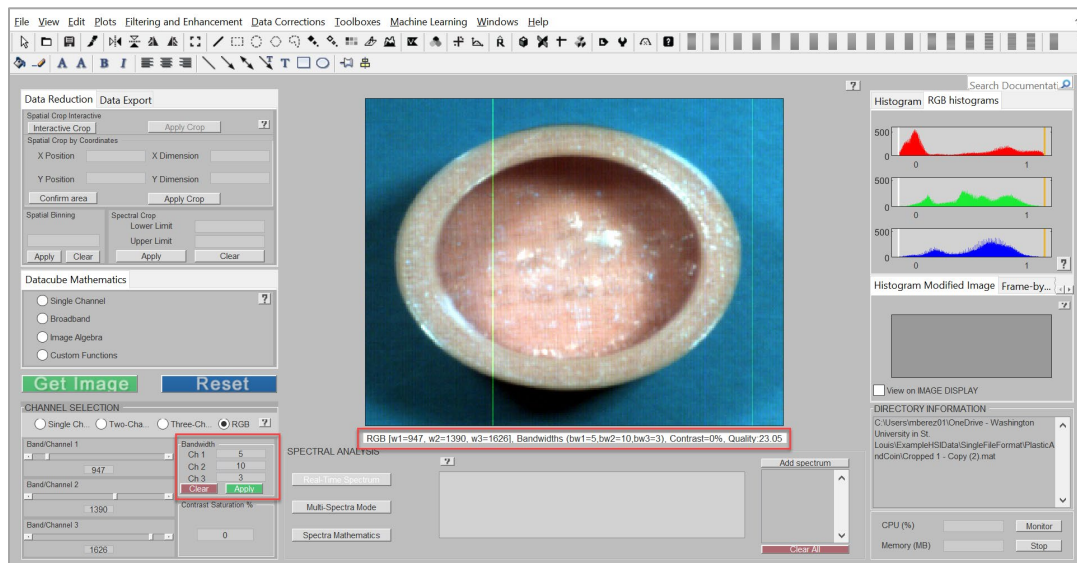 File View Edit Plots Filtering and Enhancement Data Corrections Toolboxes Machine Learning Windows Help
Search Documentat
Data Reduction Data Export
Spatial Crop Interactive
Interactive Crop Apply Crop ?
Spatial Crop by Coordinates
X Position X Dimension
Y Position Y Dimension
Confirm area Apply Crop
Spatial Binning Spectral Crop
Lower Limit
Upper Limit
Apply Clear Apply Clear
Datacube Mathematics
Single Channel ?
Broadband
Image Algebra
Custom Functions
Get Image Reset
CHANNEL SELECTION
Single Ch... Two-Cha... Three-Ch... RGB ?
Band/Channel 1
947
Band/Channel 2
1390
Band/Channel 3
1626
Bandwidth
Ch 1 5
Ch 2 10
Ch 3 3
Clear Apply
Contrast Saturation %
0
?
RGB [w1=947, w2=1390, w3=1626], Bandwidths (bw1=5,bw2=10,bw3=3), Contrast=0%, Quality:23.05
SPECTRAL ANALYSIS
? Add spectrum
Real-Time Spectrum
Multi-Spectra Mode
Spectra Mathematics
Clear All
Histogram RGB histograms
500
0
0 1
500
0
0 1
500
0
0 1
?
Histogram Modified Image Frame-by...
?
View on IMAGE DISPLAY
DIRECTORY INFORMATION
C:\Users\mberez01\OneDrive - Washington
University in St.
Louis\ExampleHSIData\SingleFileFormat\PlasticA
ndCoin\Cropped 1 - Copy (2).mat
CPU (%) Monitor
Memory (MB) Stop